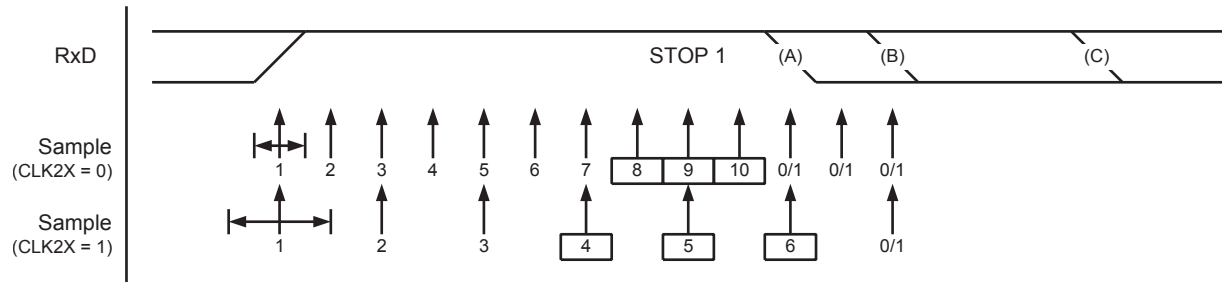 RxD
STOP 1
(A)
(B)
(C)
Sample
(CLK2X = 0)
1 2 3 4 5 6 7 8 9 10 0/1 0/1 0/1
Sample
(CLK2X = 1)
1 2 3 4 5 6 0/1